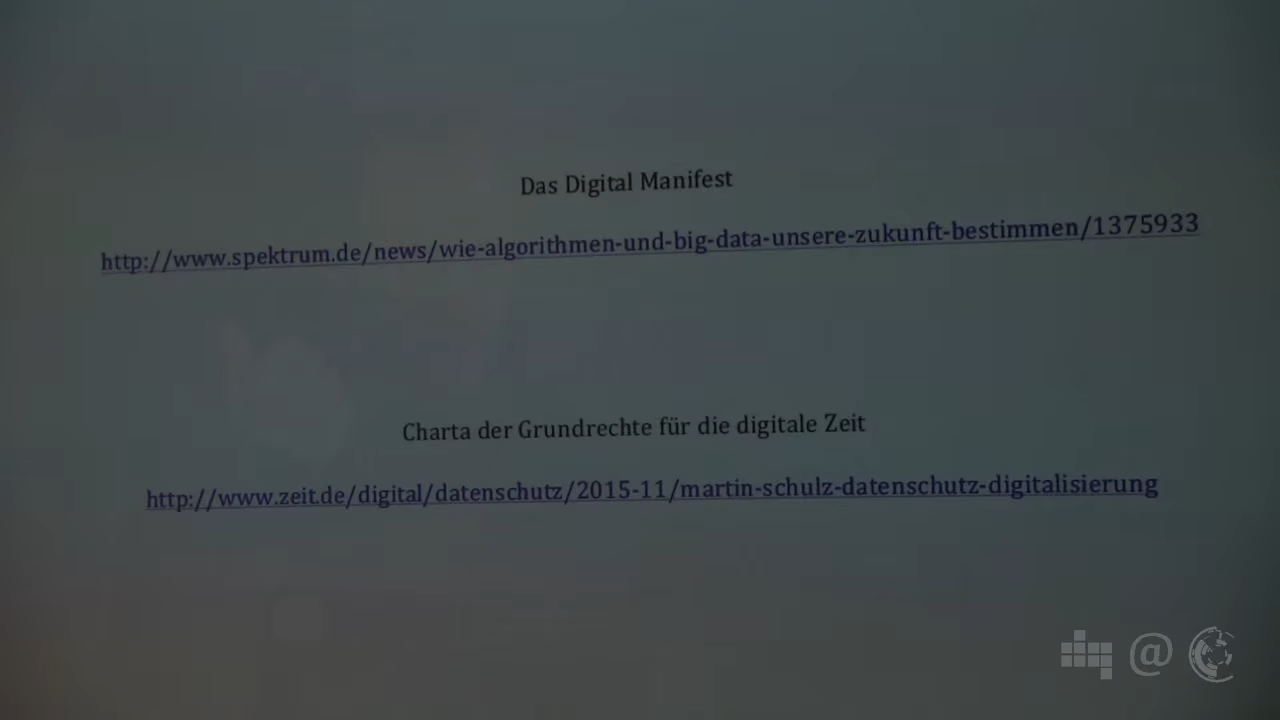 Das Digital Manifest
http://www.spektrum.de/news/wie-algorithmen-und-big-data-unsere-zukunft-bestimmen/1375933
Charta der Grundrechte für die digitale Zeit
http://www.zeit.de/digital/datenschutz/2015-11/martin-schulz-datenschutz-digitalisierung
@